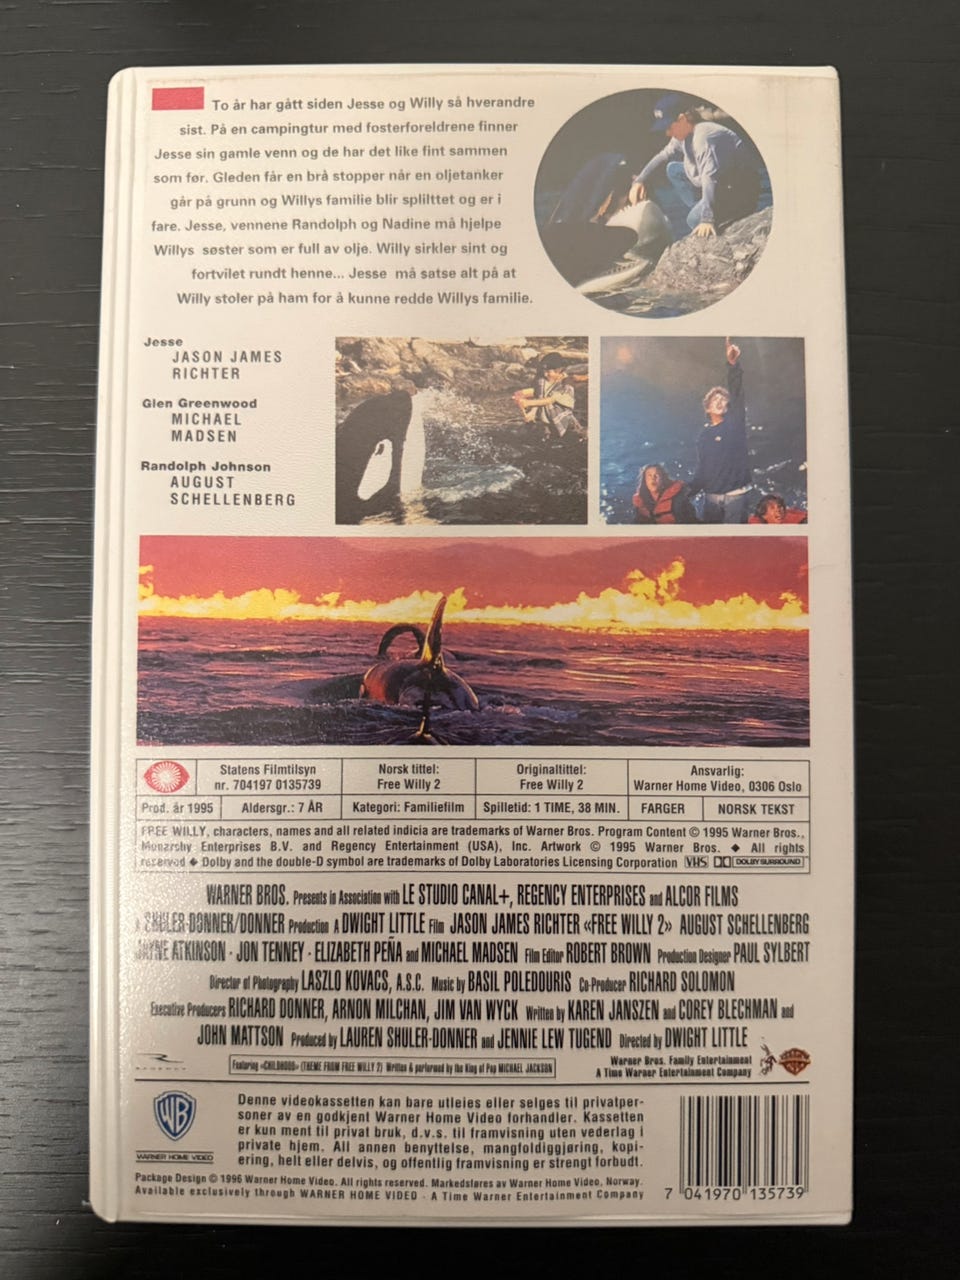 To år har gått siden Jesse og Willy så hverandre
sist. På en campingtur med fosterforeldrene finner
Jesse sin gamle venn og de har det like fint sammen
som før. Gleden får en brå stopper når en oljetanker
går på grunn og Willys familie blir splilttet og er i
fare. Jesse, vennene Randolph og Nadine må hjelpe
Willys søster som er full av olje. Willy sirkler sint og
fortvilet rundt henne... Jesse må satse alt på at
Willy stoler på ham for å kunne redde Willys familie.
Jesse
JASON JAMES
RICHTER
Glen Greenwood
MICHAEL
MADSEN
Randolph Johnson
AUGUST
SCHELLENBERG
Statens Filmtilsyn
nr. 704197 0135739
Norsk tittel:
Free Willy 2
Originaltittel:
Free Willy 2
Ansvarlig:
Warner Home Video, 0306 Oslo
Prod. år 1995
Aldersgr.: 7 ÅR
Kategori: Familiefilm
Spilletid: 1 TIME, 38 MIN.
FARGER
NORSK TEKST
FREE WILLY, characters, names and all related indicia are trademarks of Warner Bros. Program Content © 1995 Warner Bros.,
Monarchy Enterprises B.V. and Regency Entertainment (USA), Inc. Artwork © 1995 Warner Bros. ◆ All rights
reserved ◆ Dolby and the double-D symbol are trademarks of Dolby Laboratories Licensing Corporation VHS DOLBY SURROUND
WARNER BROS. Presents in Association with LE STUDIO CANAL+, REGENCY ENTERPRISES and ALCOR FILMS
A SHULER-DONNER/DONNER Production A DWIGHT LITTLE Film JASON JAMES RICHTER «FREE WILLY 2» AUGUST SCHELLENBERG
JAYNE ATKINSON · JON TENNEY · ELIZABETH PEÑA and MICHAEL MADSEN Film Editor ROBERT BROWN Production Designer PAUL SYLBERT
Director of Photography LASZLO KOVACS, A.S.C. Music by BASIL POLEDOURIS Co-Producer RICHARD SOLOMON
Executive Producers RICHARD DONNER, ARNON MILCHAN, JIM VAN WYCK Written by KAREN JANSZEN and COREY BLECHMAN and
JOHN MATTSON Produced by LAUREN SHULER-DONNER and JENNIE LEW TUGEND Directed by DWIGHT LITTLE
REGENCY
Featuring «CHILDHOOD» (THEME FROM FREE WILLY 2) Written & performed by the King of Pop MICHAEL JACKSON
Warner Bros. Family Entertainment
A Time Warner Entertainment Company
WB
WARNER HOME VIDEO
Denne videokassetten kan bare utleies eller selges til privatper-
soner av en godkjent Warner Home Video forhandler. Kassetten
er kun ment til privat bruk, d.v.s. til framvisning uten vederlag i
private hjem. All annen benyttelse, mangfoldiggjøring, kopi-
ering, helt eller delvis, og offentlig framvisning er strengt forbudt.
Package Design © 1996 Warner Home Video. All rights reserved. Markedsføres av Warner Home Video, Norway.
Available exclusively through WARNER HOME VIDEO · A Time Warner Entertainment Company
7 041970 135739